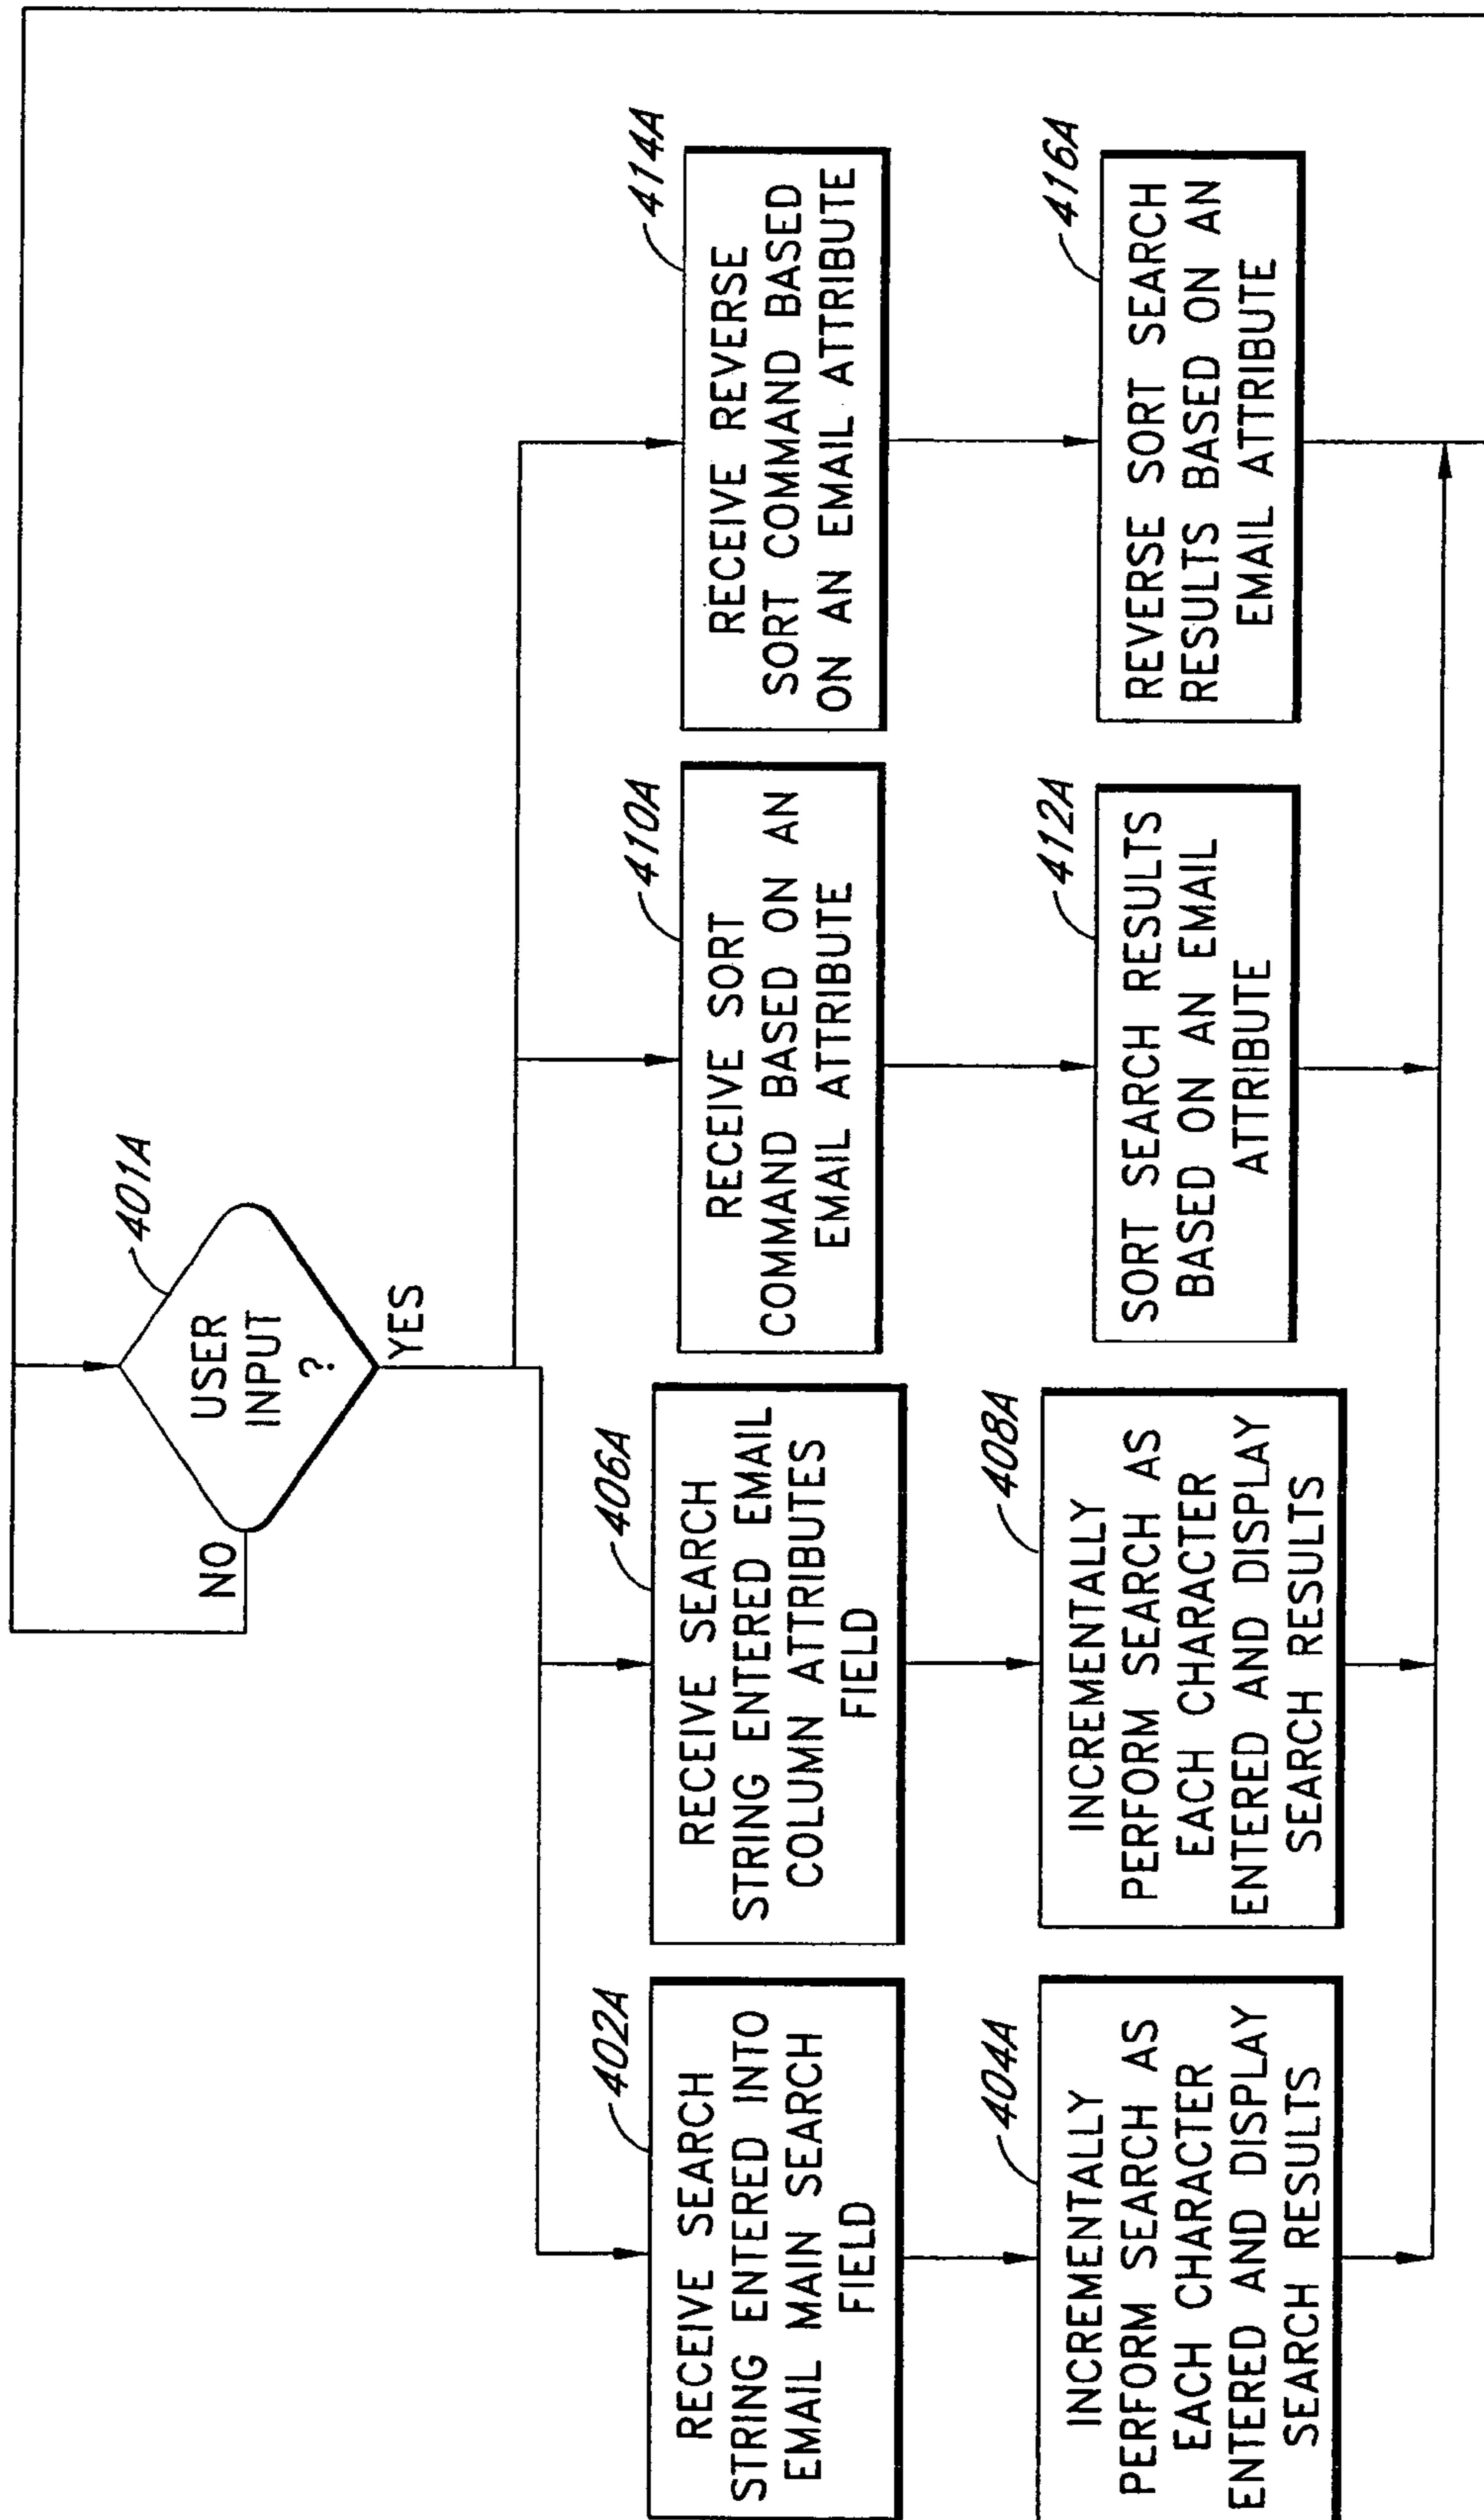 401A
USER
INPUT
?
NO
YES
402A
RECEIVE SEARCH
STRING ENTERED INTO
EMAIL MAIN SEARCH
FIELD
406A
RECEIVE SEARCH
STRING ENTERED EMAIL
COLUMN ATTRIBUTES
FIELD
410A
RECEIVE SORT
COMMAND BASED ON AN
EMAIL ATTRIBUTE
414A
RECEIVE REVERSE
SORT COMMAND BASED
ON AN EMAIL ATTRIBUTE
404A
INCREMENTALLY
PERFORM SEARCH AS
EACH CHARACTER
ENTERED AND DISPLAY
SEARCH RESULTS
408A
INCREMENTALLY
PERFORM SEARCH AS
EACH CHARACTER
ENTERED AND DISPLAY
SEARCH RESULTS
412A
SORT SEARCH RESULTS
BASED ON AN EMAIL
ATTRIBUTE
416A
REVERSE SORT SEARCH
RESULTS BASED ON AN
EMAIL ATTRIBUTE